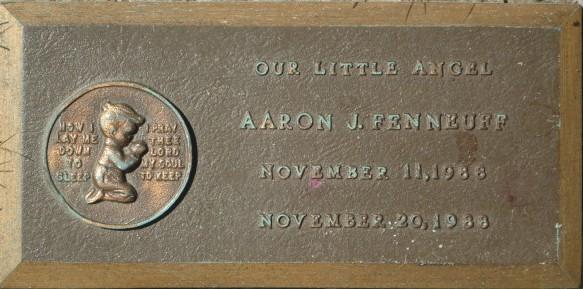 OUR LITTLE ANGEL
AARON J. FENNEUFF
NOVEMBER 11, 1988
NOVEMBER 20, 1988
NOW I
LAY ME
DOWN
TO
SLEEP
I PRAY
THEE
LORD
MY SOUL
TO KEEP